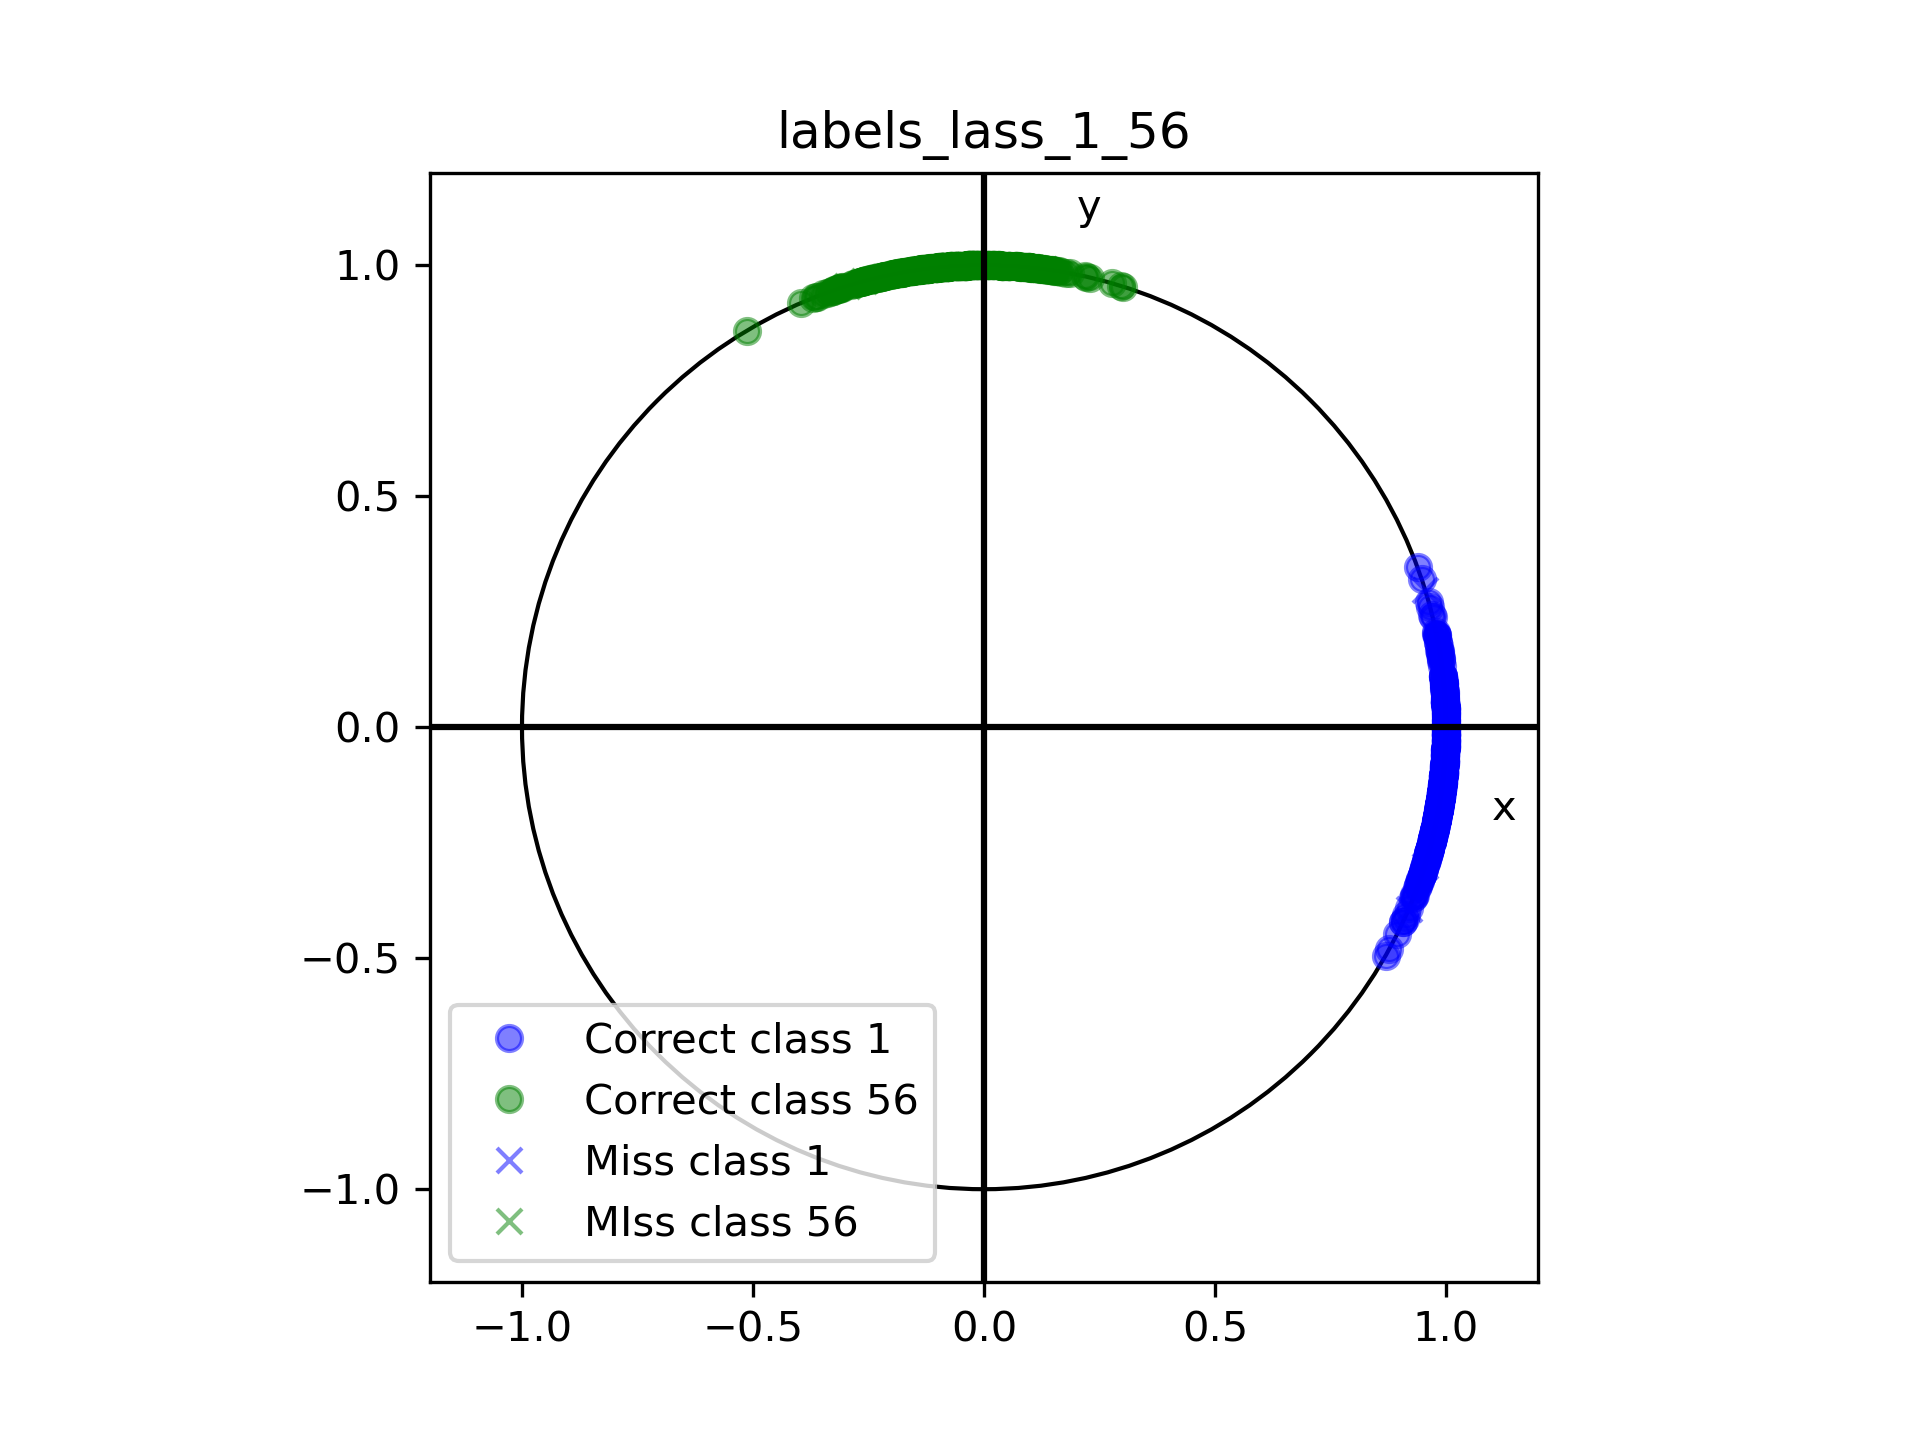 labels_lass_1_56
y
1.0
0.5
0.0
x
−0.5
−1.0
Correct class 1
Correct class 56
Miss class 1
MIss class 56
−1.0 −0.5 0.0 0.5 1.0